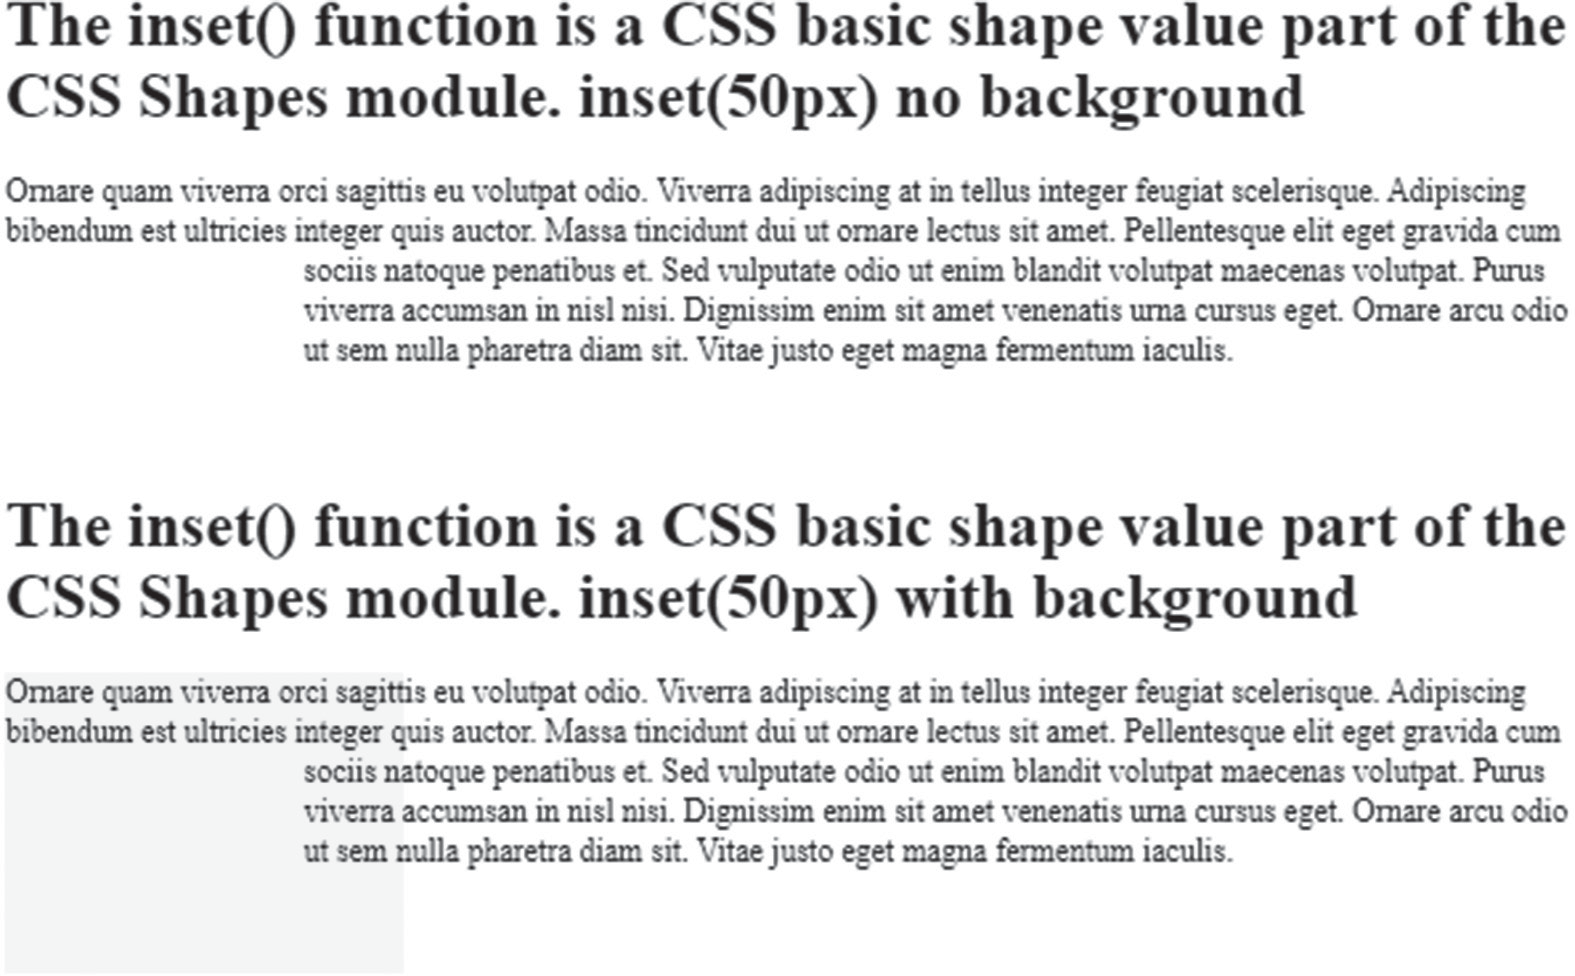 The inset() function is a CSS basic shape value part of the
CSS Shapes module. inset(50px) no background
Ornare quam viverra orci sagittis eu volutpat odio. Viverra adipiscing at in tellus integer feugiat scelerisque. Adipiscing
bibendum est ultricies integer quis auctor. Massa tincidunt dui ut ornare lectus sit amet. Pellentesque elit eget gravida cum
sociis natoque penatibus et. Sed vulputate odio ut enim blandit volutpat maecenas volutpat. Purus
viverra accumsan in nisl nisi. Dignissim enim sit amet venenatis urna cursus eget. Ornare arcu odio
ut sem nulla pharetra diam sit. Vitae justo eget magna fermentum iaculis.
The inset() function is a CSS basic shape value part of the
CSS Shapes module. inset(50px) with background
Ornare quam viverra orci sagittis eu volutpat odio. Viverra adipiscing at in tellus integer feugiat scelerisque. Adipiscing
bibendum est ultricies integer quis auctor. Massa tincidunt dui ut ornare lectus sit amet. Pellentesque elit eget gravida cum
sociis natoque penatibus et. Sed vulputate odio ut enim blandit volutpat maecenas volutpat. Purus
viverra accumsan in nisl nisi. Dignissim enim sit amet venenatis urna cursus eget. Ornare arcu odio
ut sem nulla pharetra diam sit. Vitae justo eget magna fermentum iaculis.